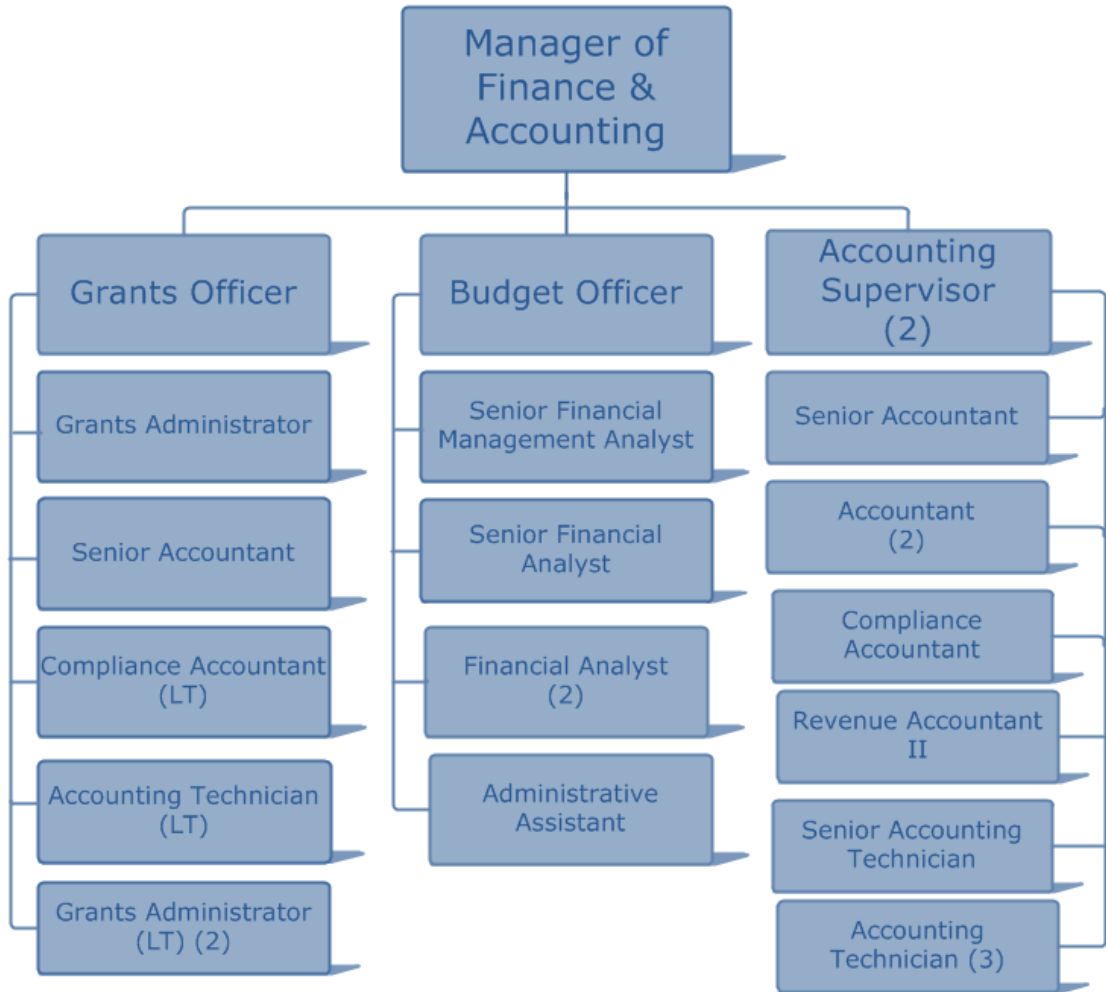 Manager of
Finance &
Accounting
Grants Officer
Grants Administrator
Senior Accountant
Compliance Accountant
(LT)
Accounting Technician
(LT)
Grants Administrator
(LT) (2)
Budget Officer
Senior Financial
Management Analyst
Senior Financial
Analyst
Financial Analyst
(2)
Administrative
Assistant
Accounting
Supervisor
(2)
Senior Accountant
Accountant
(2)
Compliance
Accountant
Revenue Accountant
II
Senior Accounting
Technician
Accounting
Technician (3)